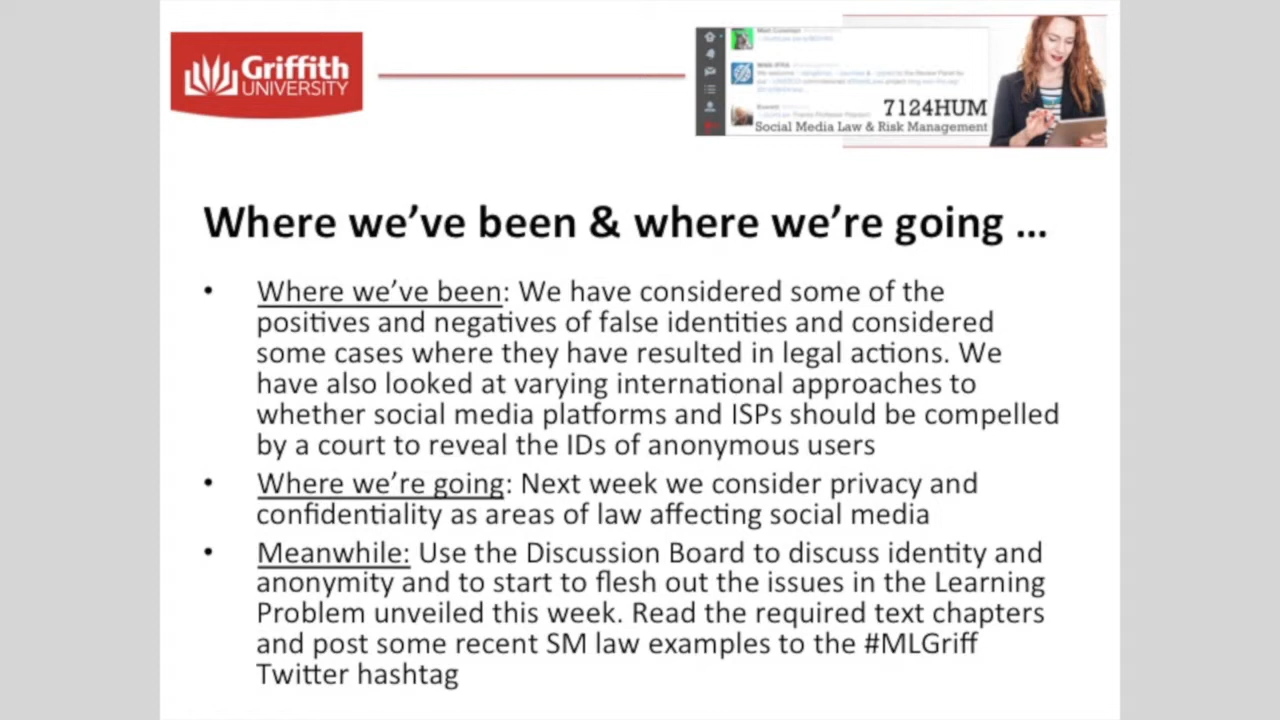 Griffith
UNIVERSITY
7124HUM
Social Media Law & Risk Management
Where we’ve been & where we’re going …
• Where we’ve been: We have considered some of the
positives and negatives of false identities and considered
some cases where they have resulted in legal actions. We
have also looked at varying international approaches to
whether social media platforms and ISPs should be compelled
by a court to reveal the IDs of anonymous users
• Where we’re going: Next week we consider privacy and
confidentiality as areas of law affecting social media
• Meanwhile: Use the Discussion Board to discuss identity and
anonymity and to start to flesh out the issues in the Learning
Problem unveiled this week. Read the required text chapters
and post some recent SM law examples to the #MLGriff
Twitter hashtag